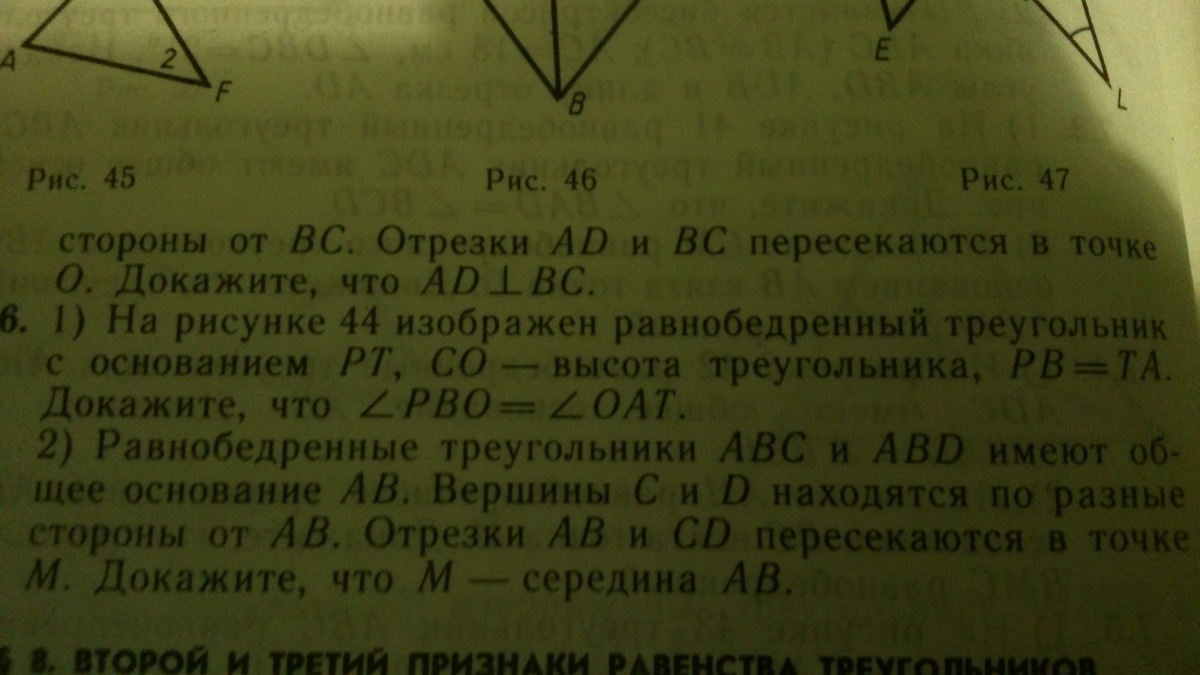 A 2 F B E L
Рис. 45 Рис. 46 Рис. 47
стороны от BC. Отрезки AD и BC пересекаются в точке
O. Докажите, что AD⊥BC.
6. 1) На рисунке 44 изображен равнобедренный треугольник
с основанием PT, CO — высота треугольника, PB=TA.
Докажите, что ∠PBO=∠OAT.
2) Равнобедренные треугольники ABC и ABD имеют об-
щее основание AB. Вершины C и D находятся по разные
стороны от AB. Отрезки AB и CD пересекаются в точке
M. Докажите, что M — середина AB.
§ 8. ВТОРОЙ И ТРЕТИЙ ПРИЗНАКИ РАВЕНСТВА ТРЕУГОЛЬНИКОВ